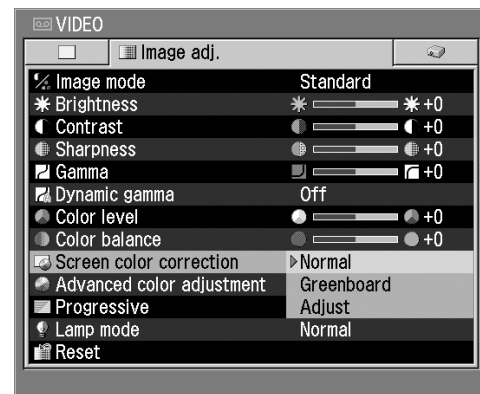 VIDEO
Image adj.
Image mode Standard
Brightness +0
Contrast +0
Sharpness +0
Gamma +0
Dynamic gamma Off
Color level +0
Color balance +0
Screen color correction Normal
Advanced color adjustment Greenboard
Progressive Adjust
Lamp mode Normal
Reset